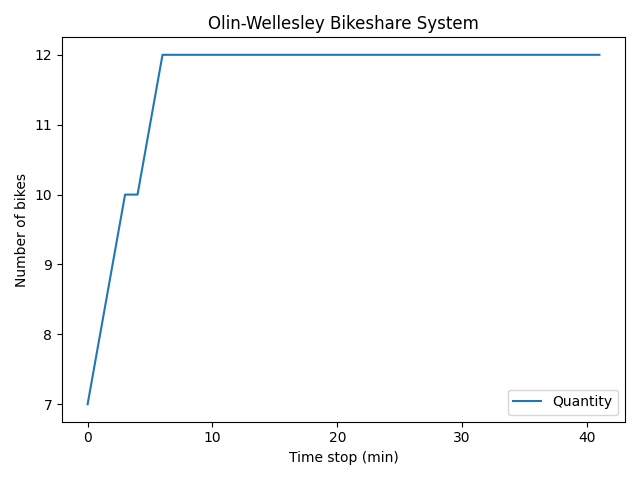 Olin-Wellesley Bikeshare System
12
11
10
9
8
7
Number of bikes
0 10 20 30 40
Time stop (min)
Quantity